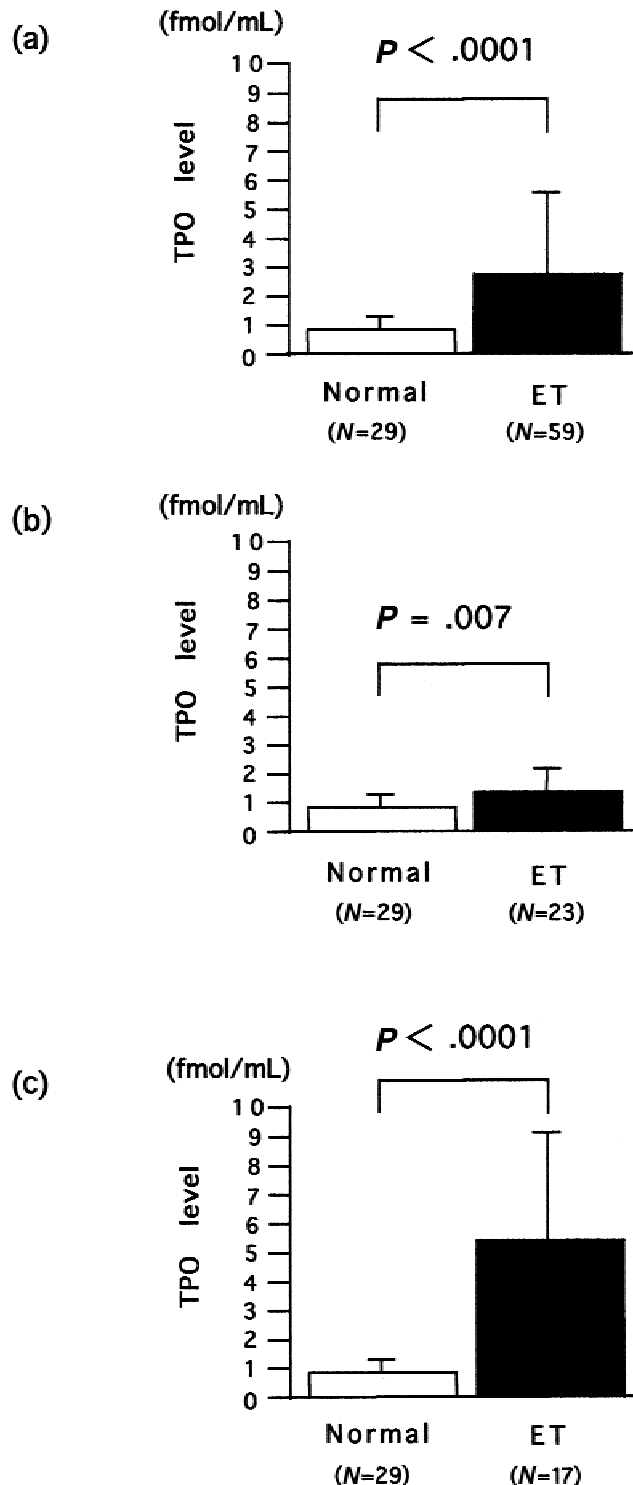 (a)
(fmol/mL)
P < .0001
TPO level
10
9
8
7
6
5
4
3
2
1
0
Normal ET
(N=29) (N=59)
(b)
(fmol/mL)
P = .007
TPO level
10
9
8
7
6
5
4
3
2
1
0
Normal ET
(N=29) (N=23)
(c)
(fmol/mL)
P < .0001
TPO level
10
9
8
7
6
5
4
3
2
1
0
Normal ET
(N=29) (N=17)